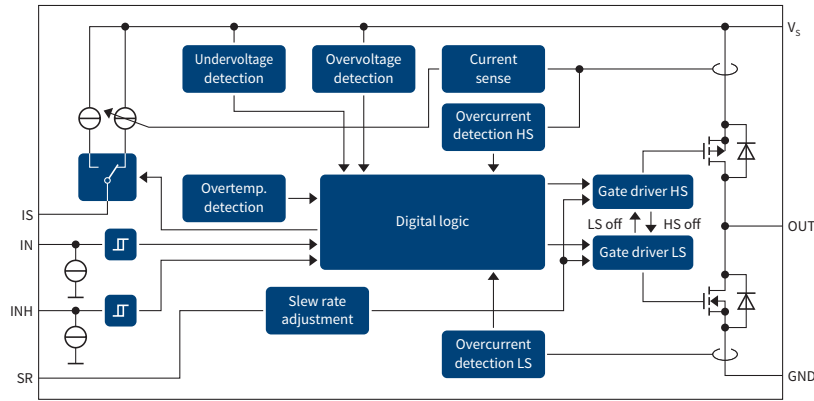 Vs
Undervoltage
detection
Overvoltage
detection
Current
sense
Overcurrent
detection HS
Overtemp.
detection
Digital logic
Gate driver HS
IS
LS off
HS off
OUT
IN
Gate driver LS
INH
Slew rate
adjustment
Overcurrent
detection LS
SR
GND